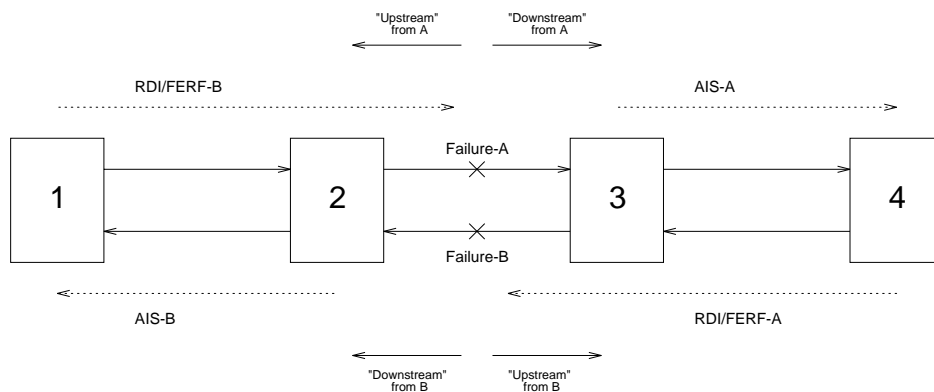 "Upstream"
from A
"Downstream"
from A
RDI/FERF-B
AIS-A
Failure-A
1
2
3
4
Failure-B
AIS-B
RDI/FERF-A
"Downstream"
from B
"Upstream"
from B